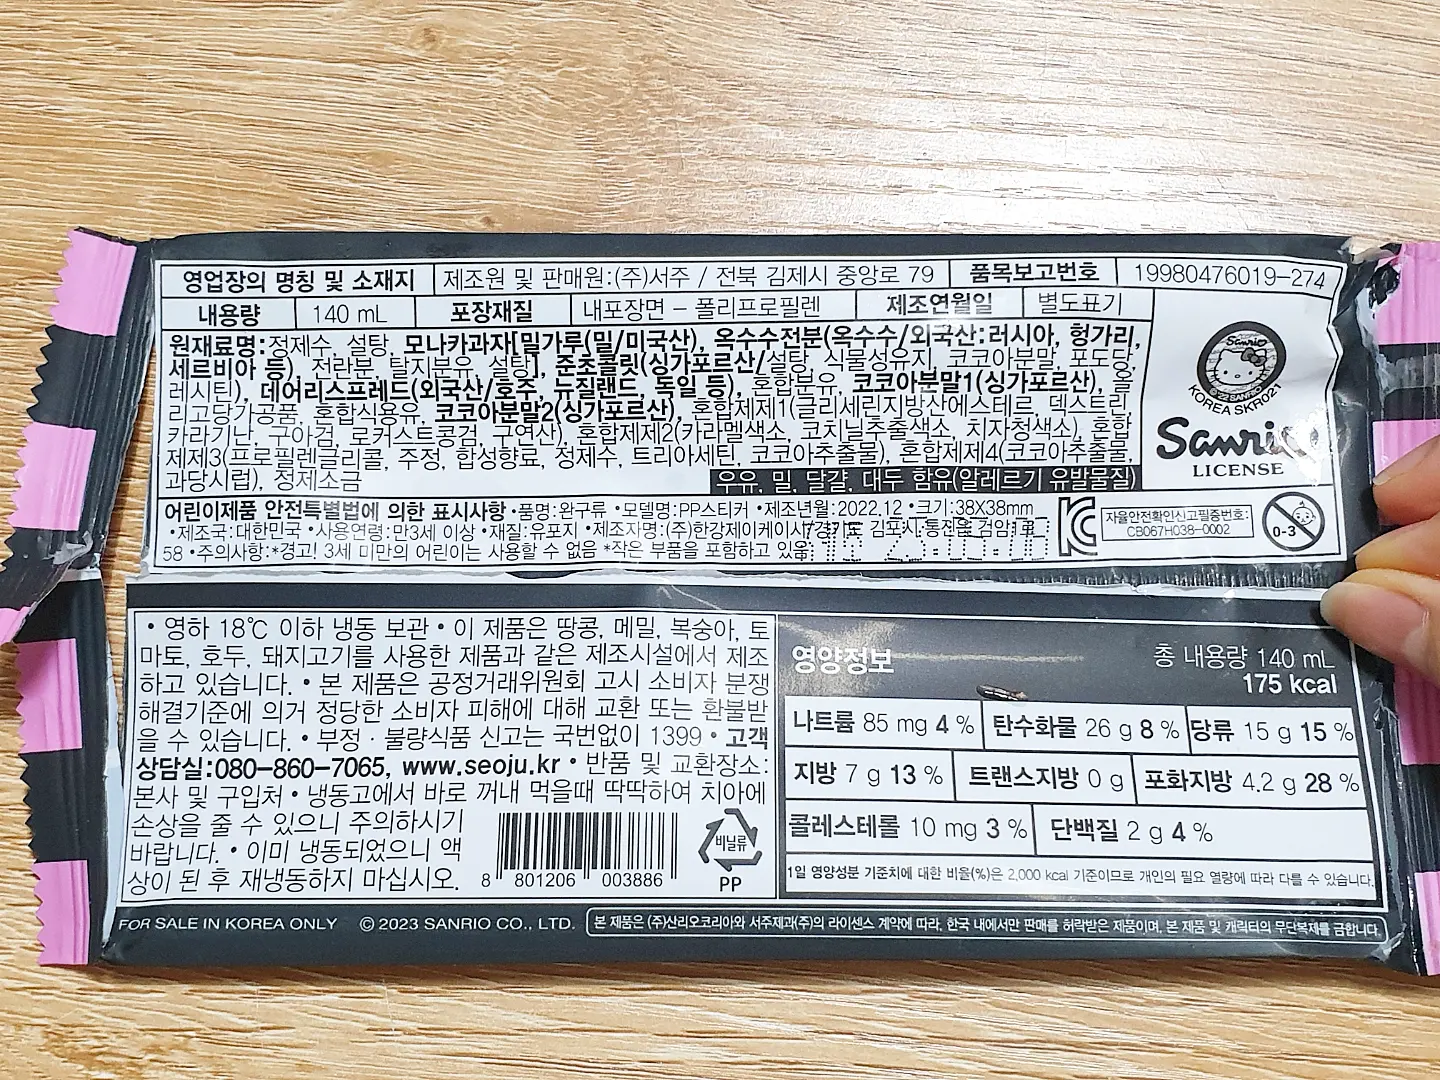 영업장의 명칭 및 소재지 제조원 및 판매원:(주)서주 / 전북 김제시 중앙로 79 품목보고번호 19980476019-274
내용량 140 mL 포장재질 내포장면 - 폴리프로필렌 제조연월일 별도표기
원재료명:정제수, 설탕, 모나카과자[밀가루(밀/미국산), 옥수수전분(옥수수/외국산:러시아, 헝가리,
세르비아 등), 전란분, 탈지분유, 설탕], 준초콜릿(싱가포르산/설탕, 식물성유지, 코코아분말, 포도당,
레시틴), 데어리스프레드(외국산/호주, 뉴질랜드, 독일 등), 혼합분유, 코코아분말1(싱가포르산), 올
리고당가공품, 혼합식용유, 코코아분말2(싱가포르산), 혼합제제1(글리세린지방산에스테르, 덱스트린,
카라기난, 구아검, 로커스트콩검, 구연산), 혼합제제2(카라멜색소, 코치닐추출색소, 치자청색소), 혼합
제제3(프로필렌글리콜, 주정, 합성향료, 정제수, 트리아세틴, 코코아추출물), 혼합제제4(코코아추출물,
과당시럽), 정제소금
우유, 밀, 달걀, 대두 함유(알레르기 유발물질)
Sanrio
KOREA SKR021
Sanrio
LICENSE
어린이제품 안전특별법에 의한 표시사항 •품명:완구류 •모델명:PP스티커 •제조년월:2022.12 •크기:38X38mm
•제조국:대한민국 •사용연령:만3세 이상 •재질:유포지 •제조자명:(주)한강제이케이시/경기도 김포시 통진읍 검암1로
58 •주의사항:*경고! 3세 미만의 어린이는 사용할 수 없음 *작은 부품을 포함하고 있음
자율안전확인신고필증번호:
CB067H038-0002
0-3
• 영하 18℃ 이하 냉동 보관 • 이 제품은 땅콩, 메밀, 복숭아, 토
마토, 호두, 돼지고기를 사용한 제품과 같은 제조시설에서 제조
하고 있습니다. • 본 제품은 공정거래위원회 고시 소비자 분쟁
해결기준에 의거 정당한 소비자 피해에 대해 교환 또는 환불받
을 수 있습니다. • 부정 · 불량식품 신고는 국번없이 1399 • 고객
상담실:080-860-7065, www.seoju.kr • 반품 및 교환장소:
본사 및 구입처 • 냉동고에서 바로 꺼내 먹을때 딱딱하여 치아에
손상을 줄 수 있으니 주의하시기
바랍니다. • 이미 냉동되었으니 액
상이 된 후 재냉동하지 마십시오.
8 801206 003886
비닐류
PP
영양정보
총 내용량 140 mL
175 kcal
나트륨 85 mg 4 % 탄수화물 26 g 8 % 당류 15 g 15 %
지방 7 g 13 % 트랜스지방 0 g 포화지방 4.2 g 28 %
콜레스테롤 10 mg 3 % 단백질 2 g 4 %
1일 영양성분 기준치에 대한 비율(%)은 2,000 kcal 기준이므로 개인의 필요 열량에 따라 다를 수 있습니다.
FOR SALE IN KOREA ONLY © 2023 SANRIO CO., LTD. 본 제품은 (주)산리오코리아와 서주제과(주)의 라이센스 계약에 따라, 한국 내에서만 판매를 허락받은 제품이며, 본 제품 및 캐릭터의 무단복제를 금합니다.